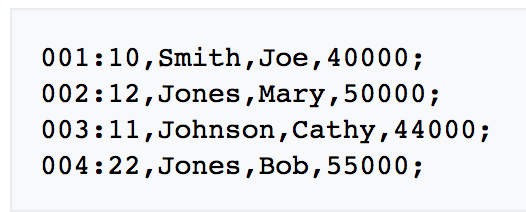 001:10,Smith,Joe,40000;
002:12,Jones,Mary,50000;
003:11,Johnson,Cathy,44000;
004:22,Jones,Bob,55000;